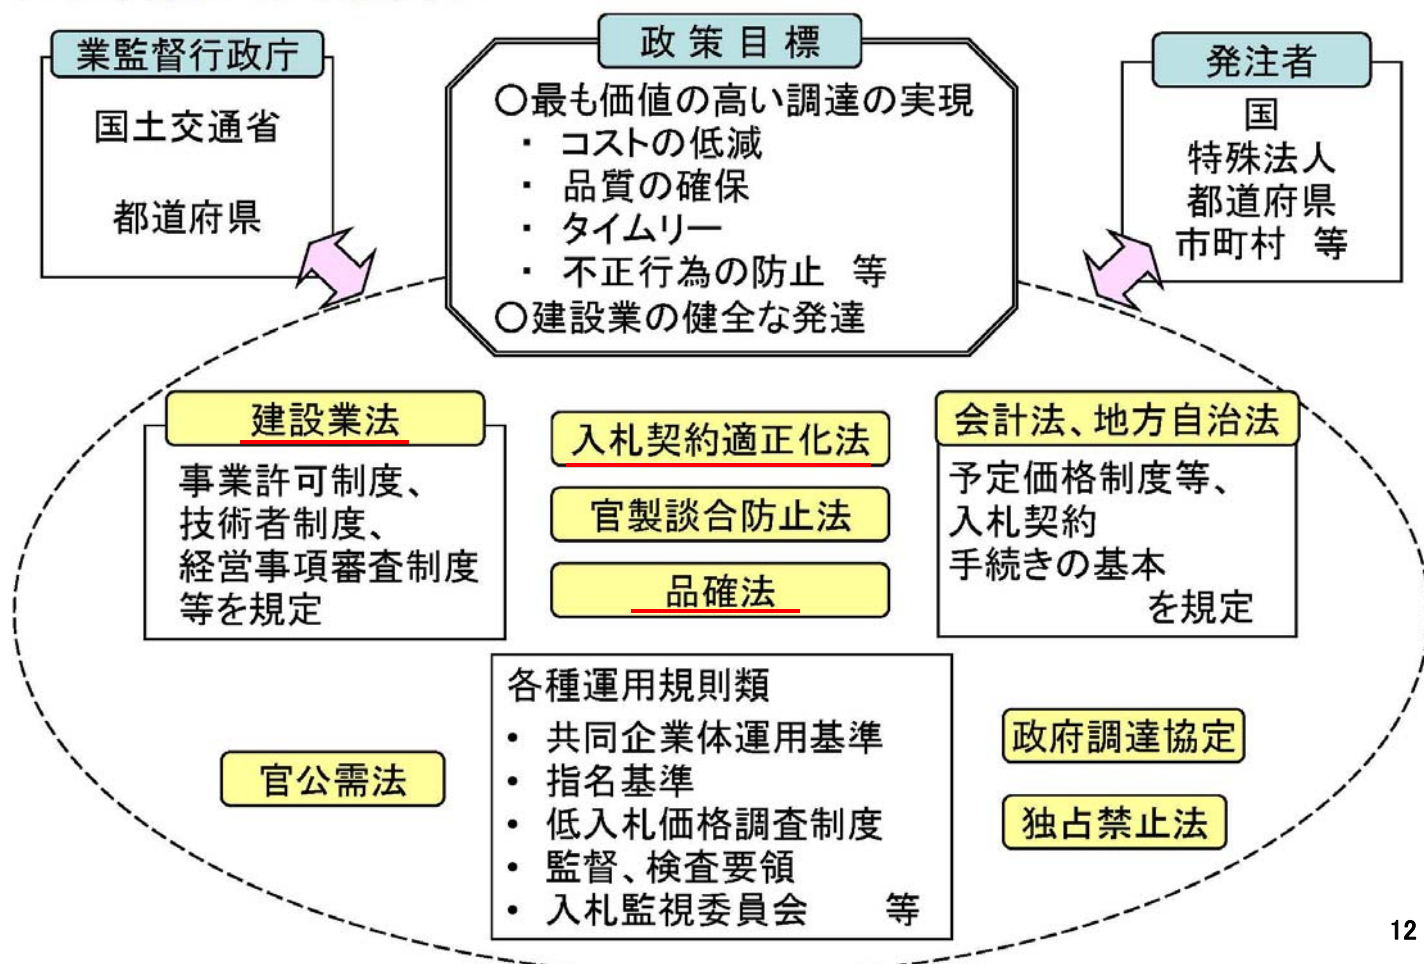 業監督行政庁
国土交通省
都道府県
政策目標
○最も価値の高い調達の実現
・ コストの低減
・ 品質の確保
・ タイムリー
・ 不正行為の防止 等
○建設業の健全な発達
発注者
国
特殊法人
都道府県
市町村 等
建設業法
事業許可制度、
技術者制度、
経営事項審査制度
等を規定
入札契約適正化法
官製談合防止法
品確法
会計法、地方自治法
予定価格制度等、
入札契約
手続きの基本
を規定
官公需法
各種運用規則類
• 共同企業体運用基準
• 指名基準
• 低入札価格調査制度
• 監督、検査要領
• 入札監視委員会 等
政府調達協定
独占禁止法
12